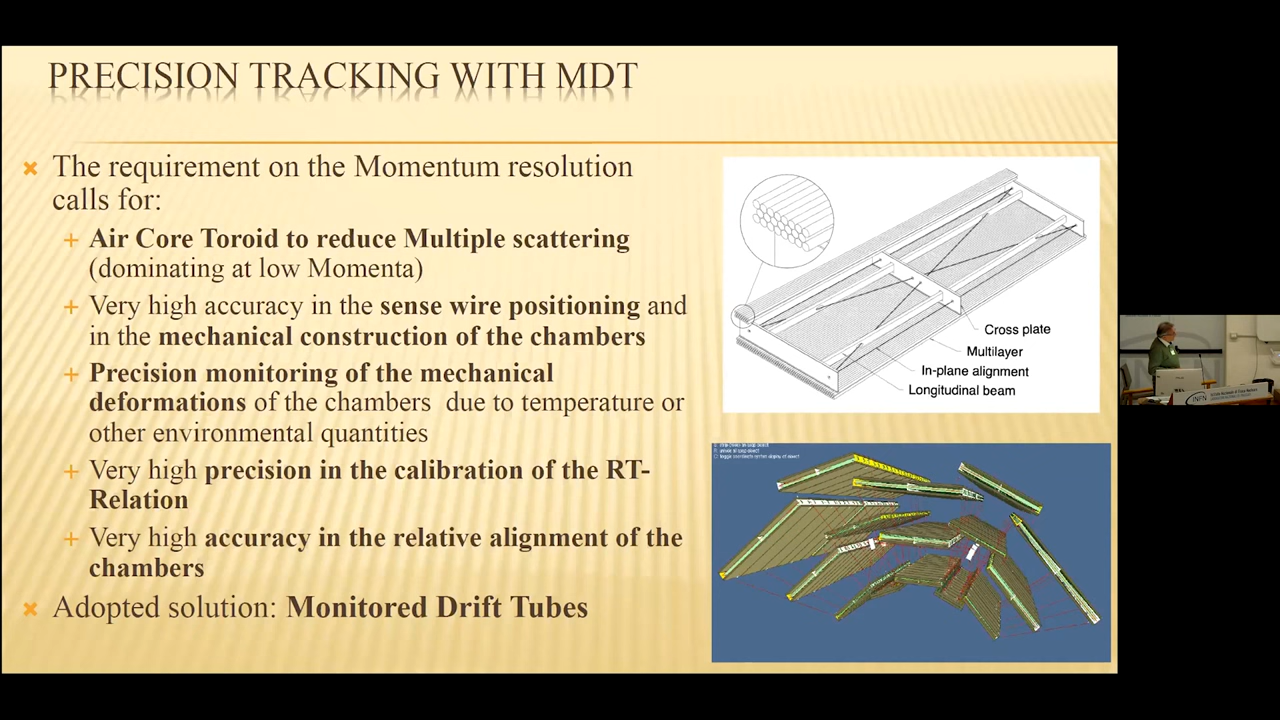 PRECISION TRACKING WITH MDT
The requirement on the Momentum resolution
calls for:
Air Core Toroid to reduce Multiple scattering
(dominating at low Momenta)
Very high accuracy in the sense wire positioning and
in the mechanical construction of the chambers
Precision monitoring of the mechanical
deformations of the chambers due to temperature or
other environmental quantities
Very high precision in the calibration of the RT-
Relation
Very high accuracy in the relative alignment of the
chambers
Adopted solution: Monitored Drift Tubes
Cross plate
Multilayer
In-plane alignment
Longitudinal beam
INFN